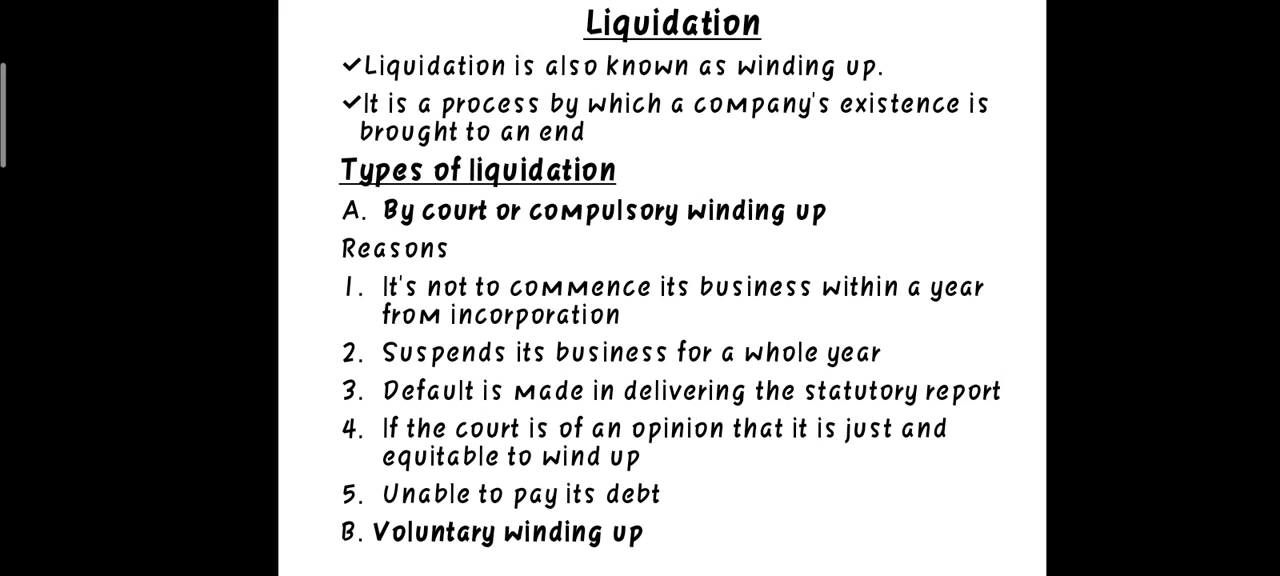 Liquidation
✓Liquidation is also known as winding up.
✓It is a process by which a company's existence is
brought to an end
Types of liquidation
A. By court or compulsory winding up
Reasons
1. It's not to commence its business within a year
from incorporation
2. Suspends its business for a whole year
3. Default is made in delivering the statutory report
4. If the court is of an opinion that it is just and
equitable to wind up
5. Unable to pay its debt
B. Voluntary winding up